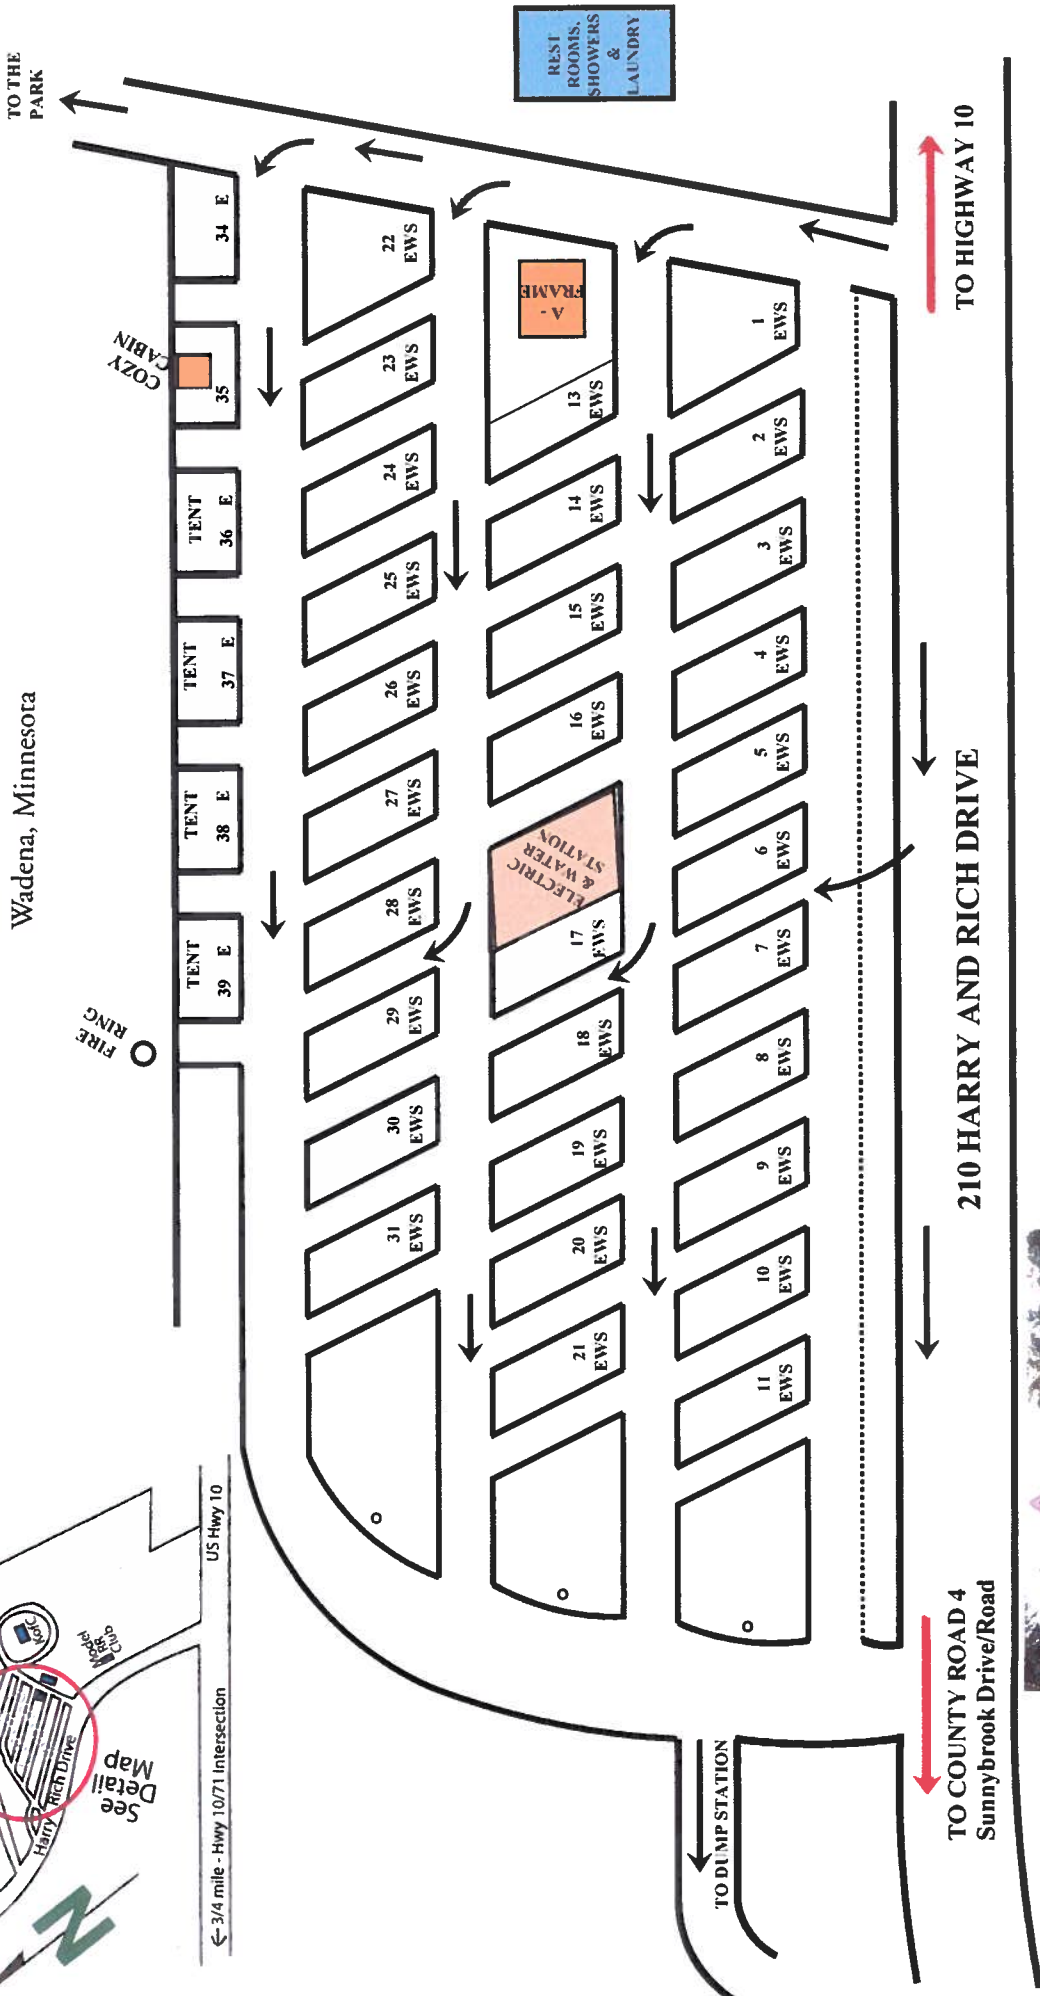 Wadena, Minnesota
TO THE
PARK
REST
ROOMS,
SHOWERS
&
LAUNDRY
34 E
COZY
CABIN
35
TENT
36 E
TENT
37 E
TENT
38 E
TENT
39 E
FIRE
RING
22
EWS
23
EWS
24
EWS
25
EWS
26
EWS
27
EWS
28
EWS
29
EWS
30
EWS
31
EWS
A -
FRAME
13
EWS
14
EWS
15
EWS
16
EWS
ELECTRIC
& WATER
STATION
17
EWS
18
EWS
19
EWS
20
EWS
21
EWS
1
EWS
2
EWS
3
EWS
4
EWS
5
EWS
6
EWS
7
EWS
8
EWS
9
EWS
10
EWS
11
EWS
TO HIGHWAY 10
210 HARRY AND RICH DRIVE
TO COUNTY ROAD 4
Sunnybrook Drive/Road
TO DUMP STATION
US Hwy 10
3/4 mile - Hwy 10/71 Intersection
KofC
Model
RR
Club
Harry Rich Drive
See
Detail
Map
N